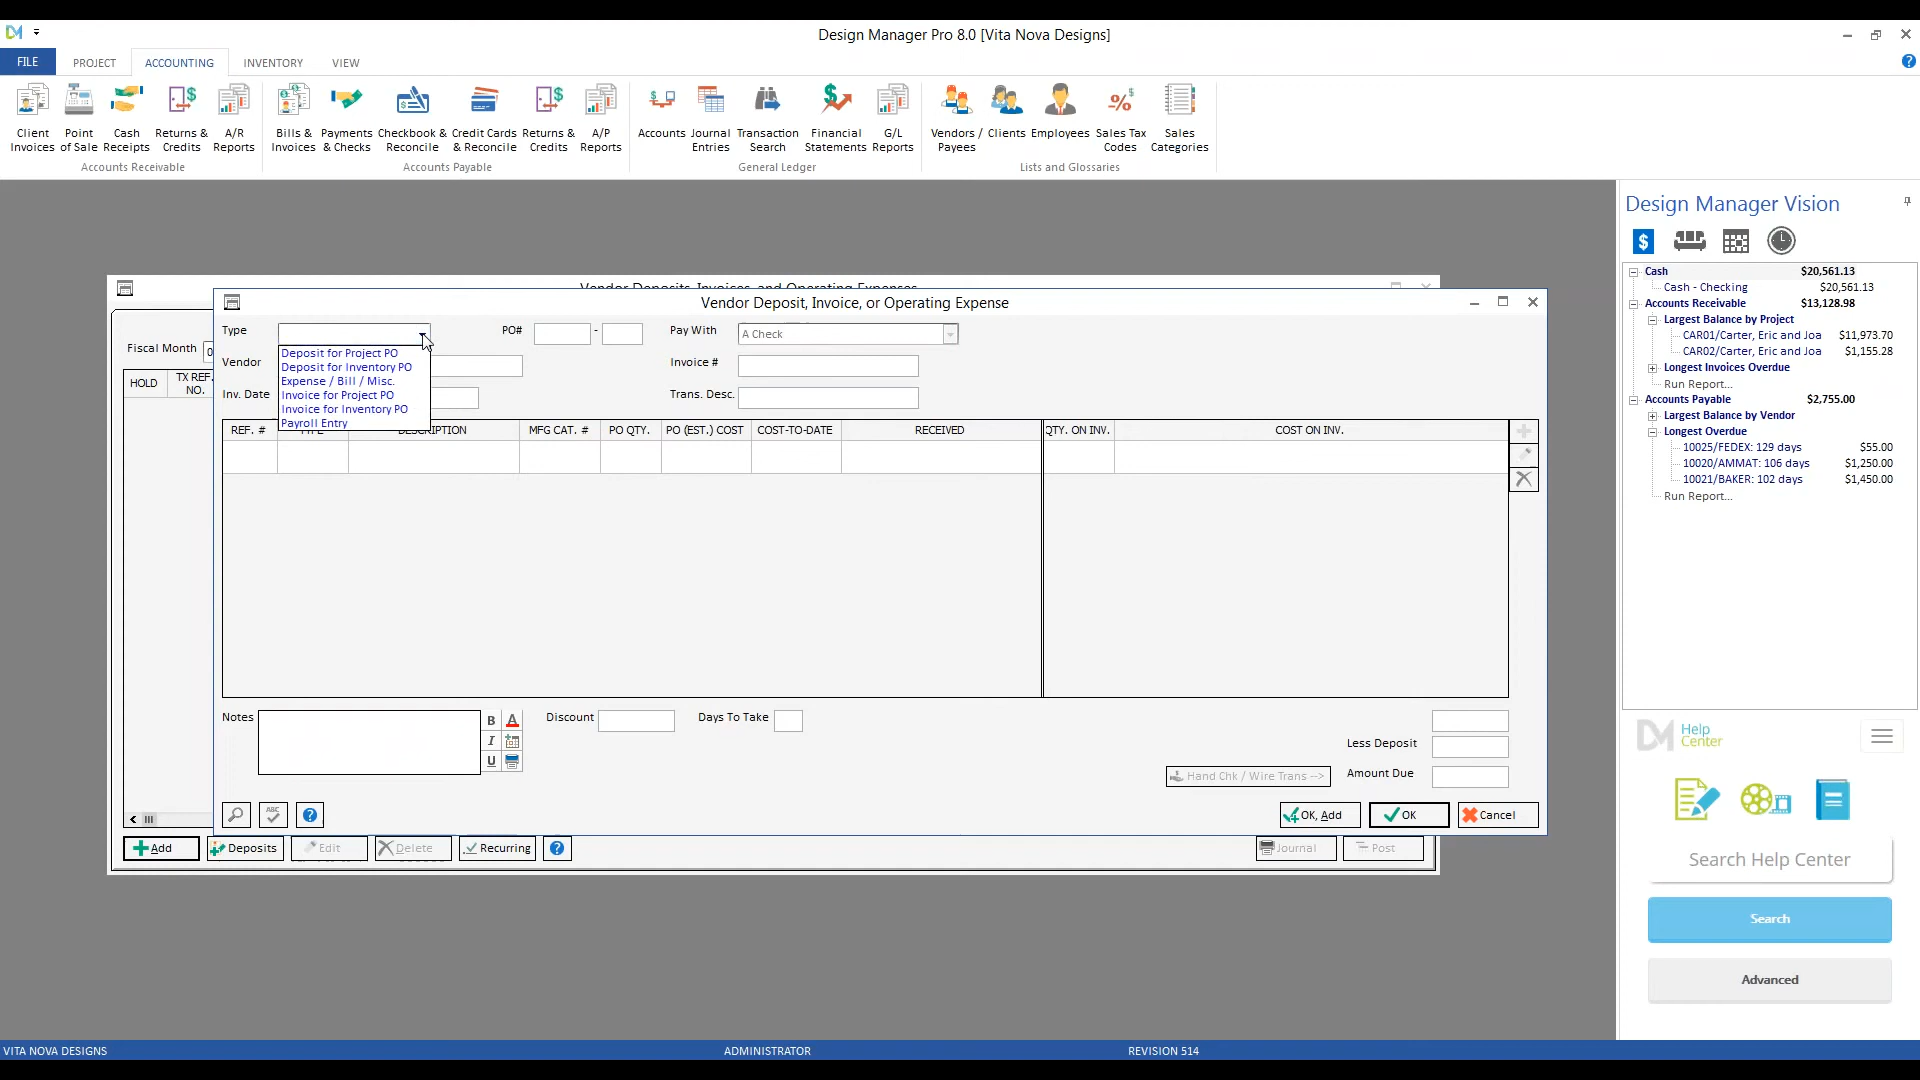 Design Manager Pro 8.0 [Vita Nova Designs]
FILE PROJECT ACCOUNTING INVENTORY VIEW
Client Invoices
Point of Sale
Cash Receipts
Returns & Credits
A/R Reports
Accounts Receivable
Bills & Invoices
Payments & Checks
Checkbook & Reconcile
Credit Cards & Reconcile
Returns & Credits
A/P Reports
Accounts Payable
Accounts
Journal Entries
Transaction Search
Financial Statements
G/L Reports
General Ledger
Vendors / Payees
Clients
Employees
Sales Tax Codes
Sales Categories
Lists and Glossaries
Vendor Deposits, Invoices, and Operating Expenses
Fiscal Month 0
HOLD TX REF. NO.
Vendor Deposit, Invoice, or Operating Expense
Type PO# - Pay With A Check
Deposit for Project PO
Deposit for Inventory PO
Expense / Bill / Misc.
Invoice for Project PO
Invoice for Inventory PO
Payroll Entry
Vendor Invoice #
Inv. Date Trans. Desc.
REF. # TYPE DESCRIPTION MFG CAT. # PO QTY. PO (EST.) COST COST-TO-DATE RECEIVED QTY. ON INV. COST ON INV.
Notes B A Discount Days To Take
I
U
Less Deposit
Hand Chk / Wire Trans --> Amount Due
ABC OK, Add OK Cancel
Add Deposits Edit Delete Recurring Journal Post
Design Manager Vision
Cash $20,561.13
Cash - Checking $20,561.13
Accounts Receivable $13,128.98
Largest Balance by Project
CAR01/Carter, Eric and Joa $11,973.70
CAR02/Carter, Eric and Joa $1,155.28
Longest Invoices Overdue
Run Report...
Accounts Payable $2,755.00
Largest Balance by Vendor
Longest Overdue
10025/FEDEX: 129 days $55.00
10020/AMMAT: 106 days $1,250.00
10021/BAKER: 102 days $1,450.00
Run Report...
DM Help Center
Search Help Center
Search
Advanced
VITA NOVA DESIGNS ADMINISTRATOR REVISION 514